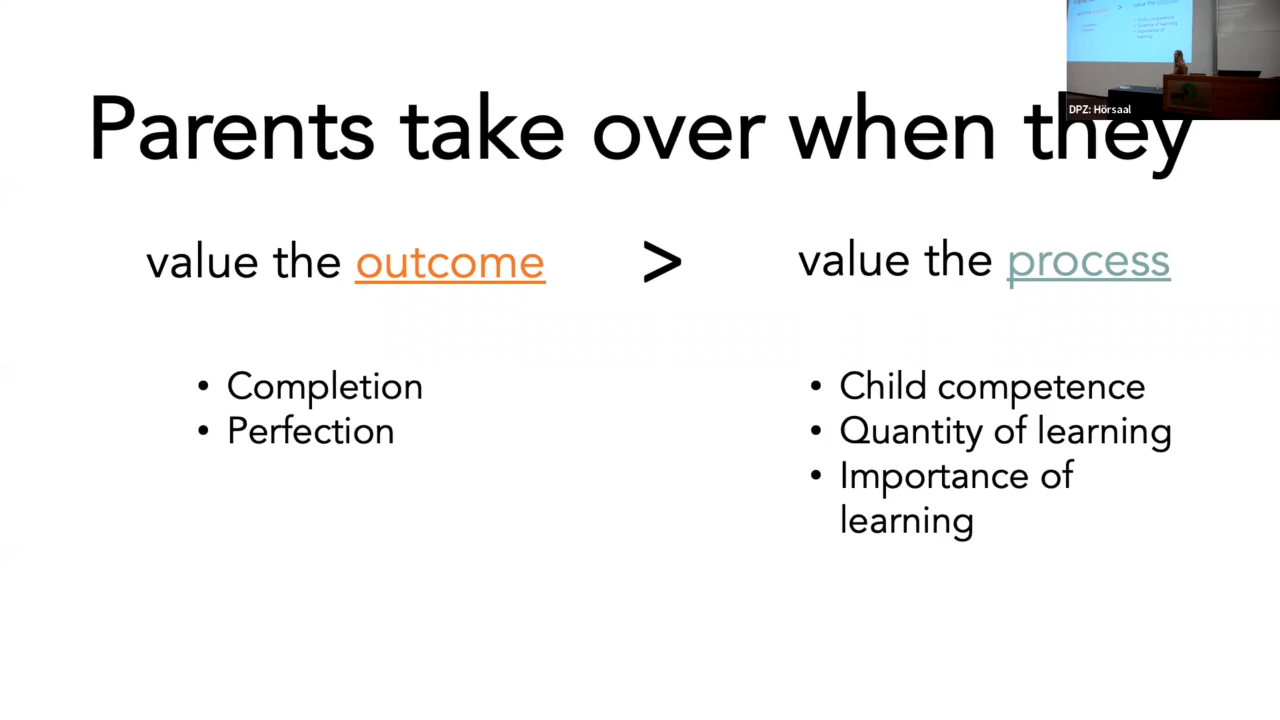 Parents take over when they
value the outcome > value the process
• Completion
• Perfection
• Child competence
• Quantity of learning
• Importance of
learning
DPZ: Hörsaal